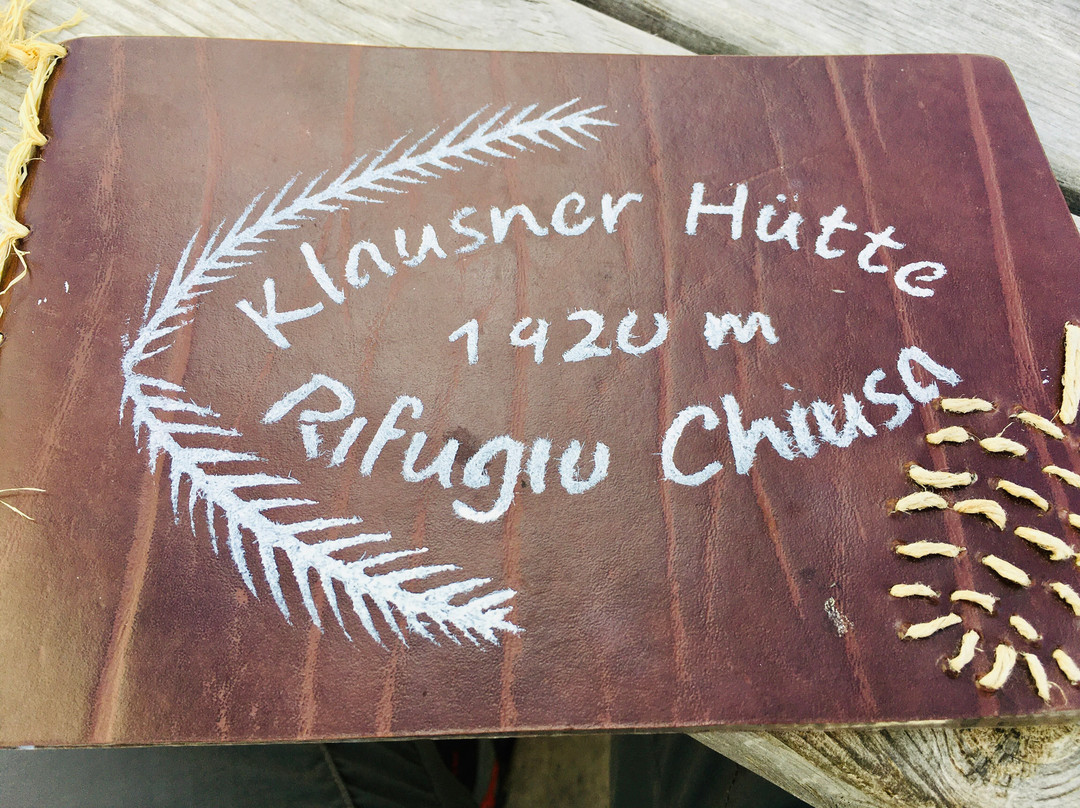 Klausner Hütte
1920 m
Rifugio Chiusa